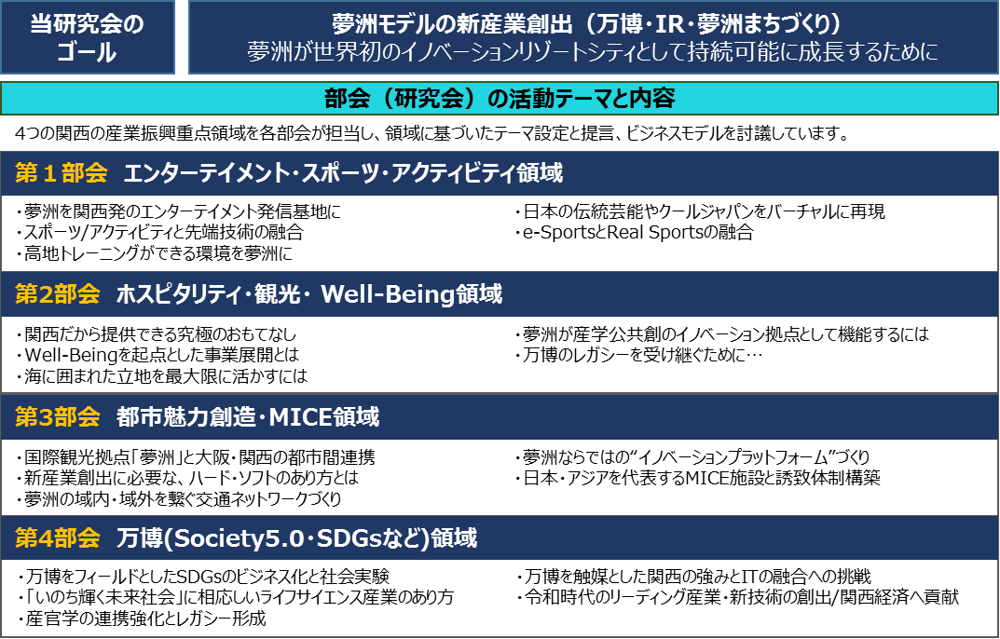 当研究会の
ゴール
夢洲モデルの新産業創出（万博・IR・夢洲まちづくり）
夢洲が世界初のイノベーションリゾートシティとして持続可能に成長するために
部会（研究会）の活動テーマと内容
4つの関西の産業振興重点領域を各部会が担当し、領域に基づいたテーマ設定と提言、ビジネスモデルを討議しています。
第１部会 エンターテイメント・スポーツ・アクティビティ領域
・夢洲を関西発のエンターテイメント発信基地に
・スポーツ/アクティビティと先端技術の融合
・高地トレーニングができる環境を夢洲に
・日本の伝統芸能やクールジャパンをバーチャルに再現
・e-SportsとReal Sportsの融合
第2部会 ホスピタリティ・観光・ Well-Being領域
・関西だから提供できる究極のおもてなし
・Well-Beingを起点とした事業展開とは
・海に囲まれた立地を最大限に活かすには
・夢洲が産学公共創のイノベーション拠点として機能するには
・万博のレガシーを受け継ぐために…
第3部会 都市魅力創造・MICE領域
・国際観光拠点「夢洲」と大阪・関西の都市間連携
・新産業創出に必要な、ハード・ソフトのあり方とは
・夢洲の域内・域外を繋ぐ交通ネットワークづくり
・夢洲ならではの“イノベーションプラットフォーム”づくり
・日本・アジアを代表するMICE施設と誘致体制構築
第4部会 万博(Society5.0・SDGsなど)領域
・万博をフィールドとしたSDGsのビジネス化と社会実験
・「いのち輝く未来社会」に相応しいライフサイエンス産業のあり方
・産官学の連携強化とレガシー形成
・万博を触媒とした関西の強みとITの融合への挑戦
・令和時代のリーディング産業・新技術の創出/関西経済へ貢献